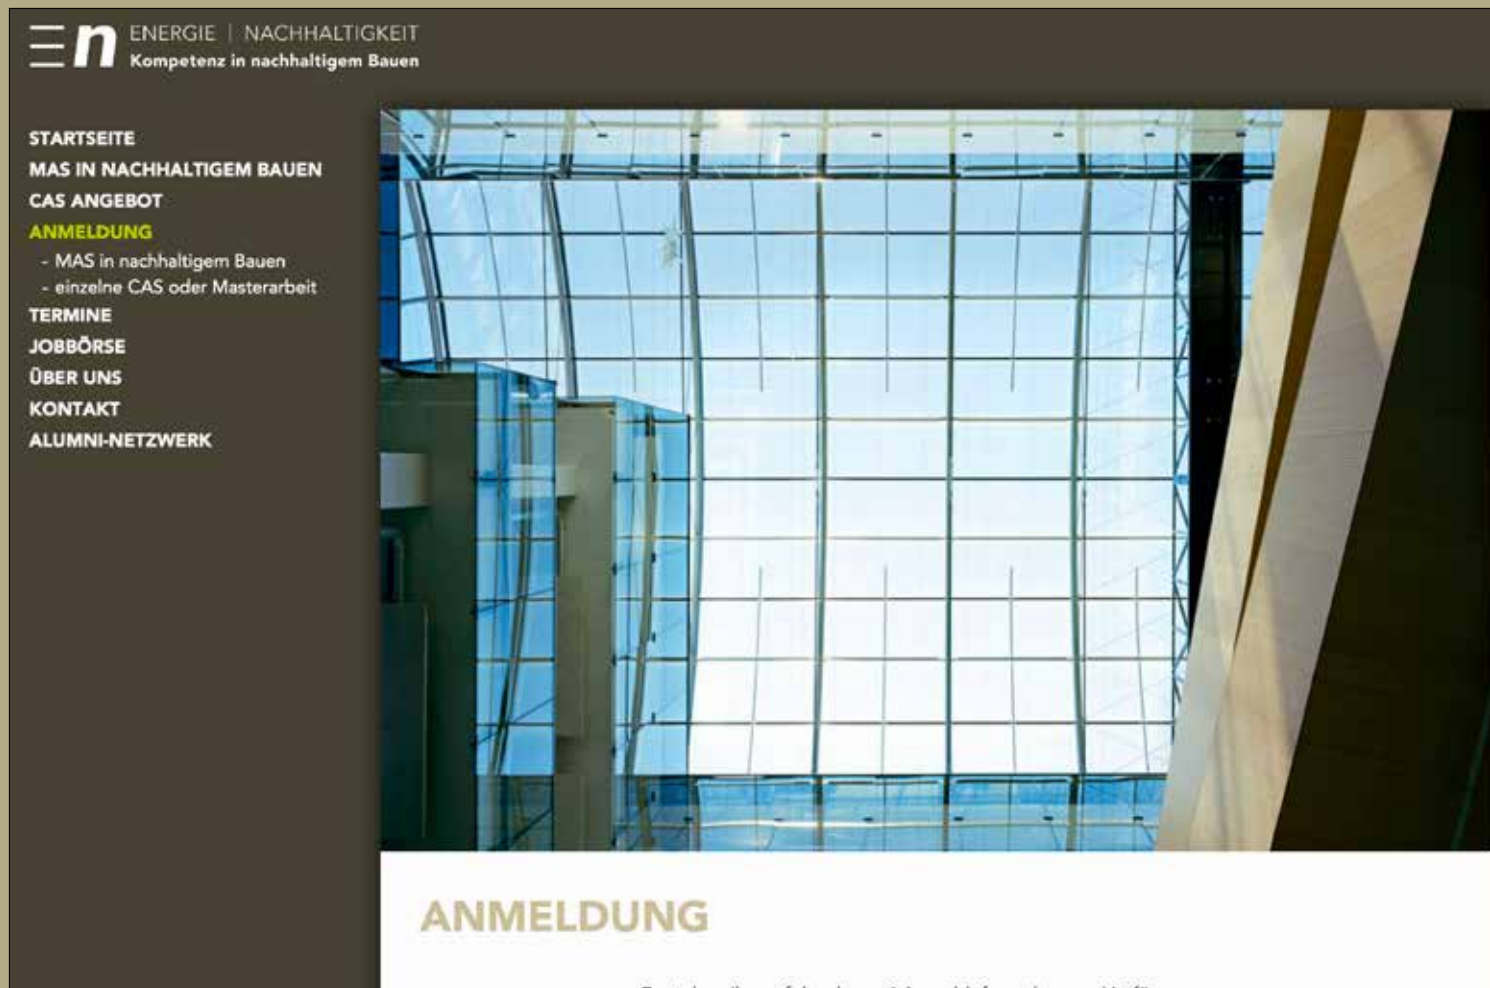 En
ENERGIE | NACHHALTIGKEIT
Kompetenz in nachhaltigem Bauen
STARTSEITE
MAS IN NACHHALTIGEM BAUEN
CAS ANGEBOT
ANMELDUNG
- MAS in nachhaltigem Bauen
- einzelne CAS oder Masterarbeit
TERMINE
JOBBÖRSE
ÜBER UNS
KONTAKT
ALUMNI-NETZWERK
ANMELDUNG